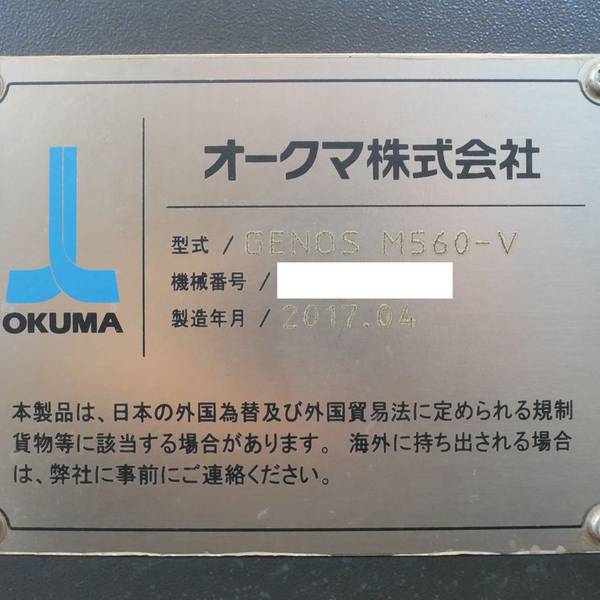 オークマ株式会社
OKUMA
型式 / GENOS M560-V
機械番号 /
製造年月 / 2017.04
本製品は、日本の外国為替及び外国貿易法に定められる規制
貨物等に該当する場合があります。 海外に持ち出される場合
は、弊社に事前にご連絡ください。